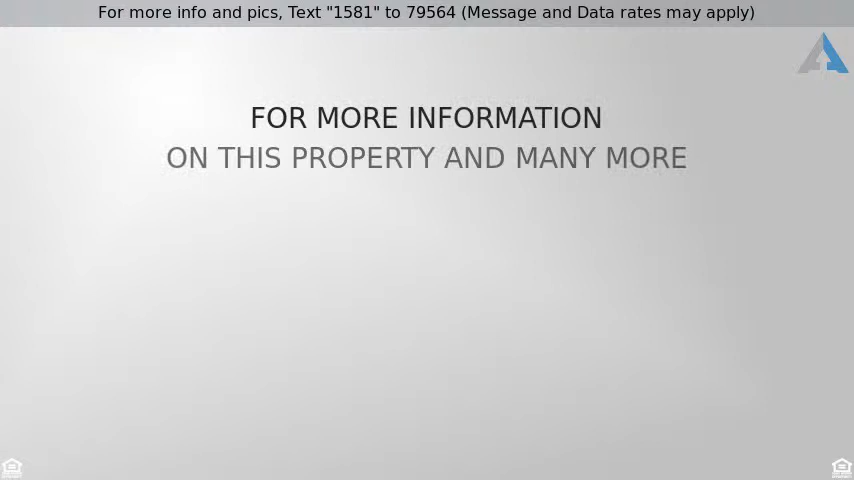 For more info and pics, Text "1581" to 79564 (Message and Data rates may apply)
FOR MORE INFORMATION
ON THIS PROPERTY AND MANY MORE